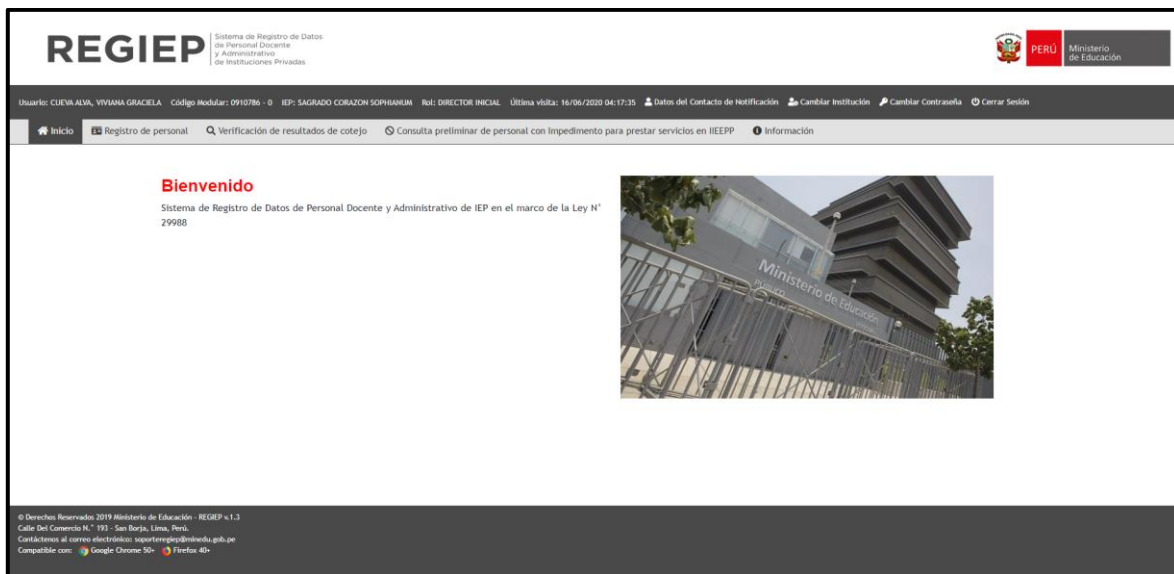 REGIEP
Sistema de Registro de Datos
de Personal Docente
y Administrativo
de Instituciones Privadas
PERÚ
Ministerio
de Educación
Usuario: CUEVA ALVA, VIVIANA GRACIELA Código Modular: 0910786 - 0 IEP: SAGRADO CORAZON SOPHIANUM Rol: DIRECTOR INICIAL Última visita: 16/06/2020 04:17:35 Datos del Contacto de Notificación Cambiar Institución Cambiar Contraseña Cerrar Sesión
Inicio Registro de personal Verificación de resultados de cotejo Consulta preliminar de personal con Impedimento para prestar servicios en IIEEPP Información
Bienvenido
Sistema de Registro de Datos de Personal Docente y Administrativo de IEP en el marco de la Ley N°
29988
Ministerio de Educación
© Derechos Reservados 2019 Ministerio de Educación - REGIEP v.1.3
Calle Del Comercio N.° 193 - San Borja, Lima, Perú.
Contáctenos al correo electrónico: soporteregiep@minedu.gob.pe
Compatible con: Google Chrome 50+ Firefox 40+